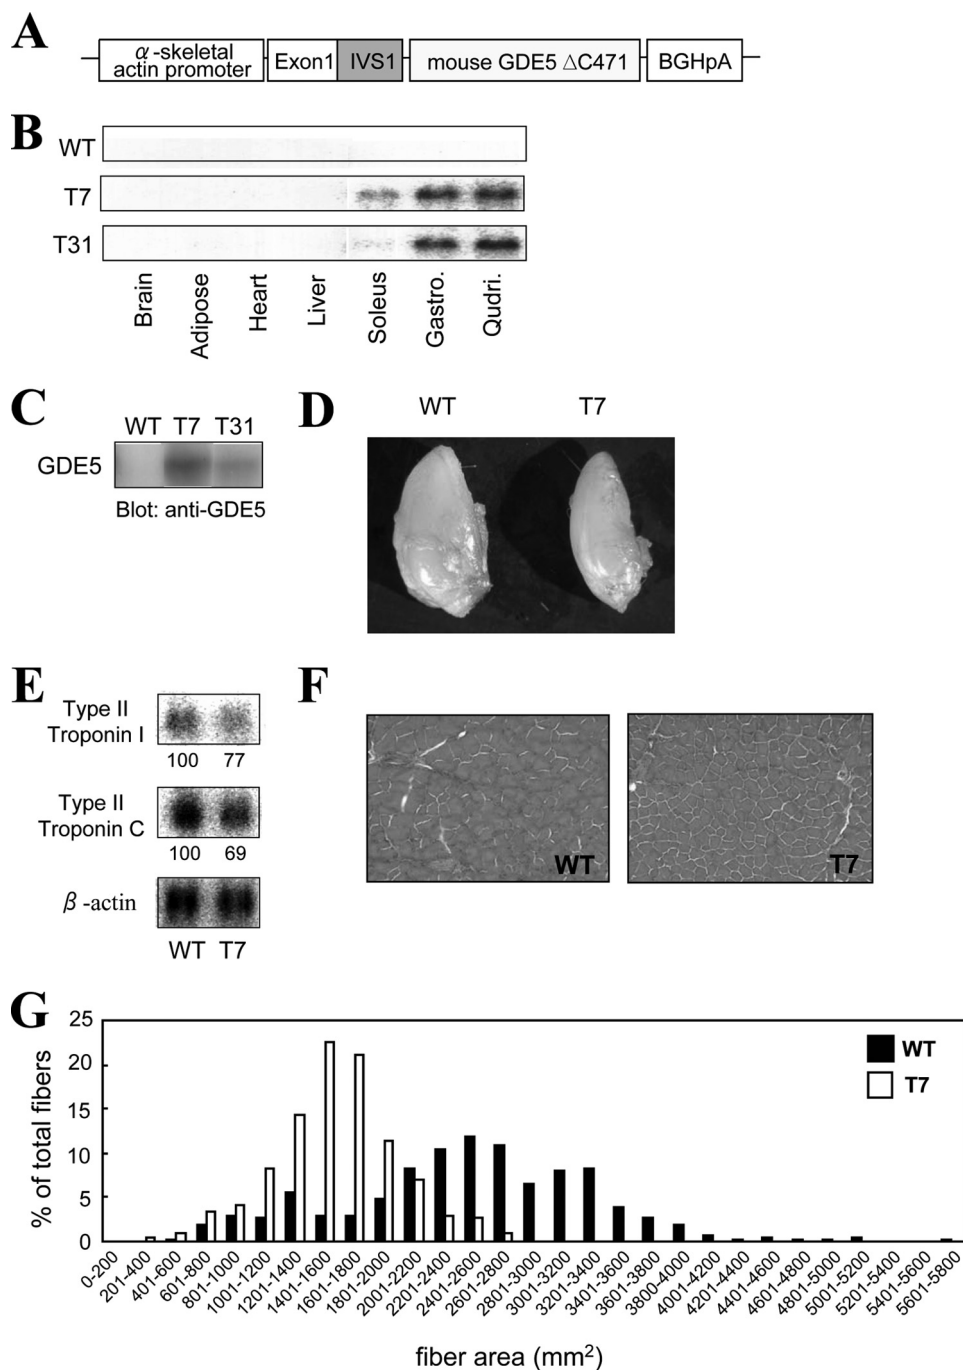 A
α-skeletal
actin promoter
Exon1
IVS1
mouse GDE5 ΔC471
BGHpA
B
WT
T7
T31
Brain
Adipose
Heart
Liver
Soleus
Gastro.
Qudri.
C
WT T7 T31
GDE5
Blot: anti-GDE5
D
WT T7
E
Type II
Troponin I
100 77
Type II
Troponin C
100 69
β-actin
WT T7
F
WT
T7
G
% of total fibers
25
20
15
10
5
0
WT
T7
0-200
201-400
401-600
601-800
801-1000
1001-1200
1201-1400
1401-1600
1601-1800
1801-2000
2001-2200
2201-2400
2401-2600
2601-2800
2801-3000
3001-3200
3201-3400
3401-3600
3601-3800
3800-4000
4001-4200
4201-4400
4401-4600
4601-4800
4801-5000
5001-5200
5201-5400
5401-5600
5601-5800
fiber area (mm²)